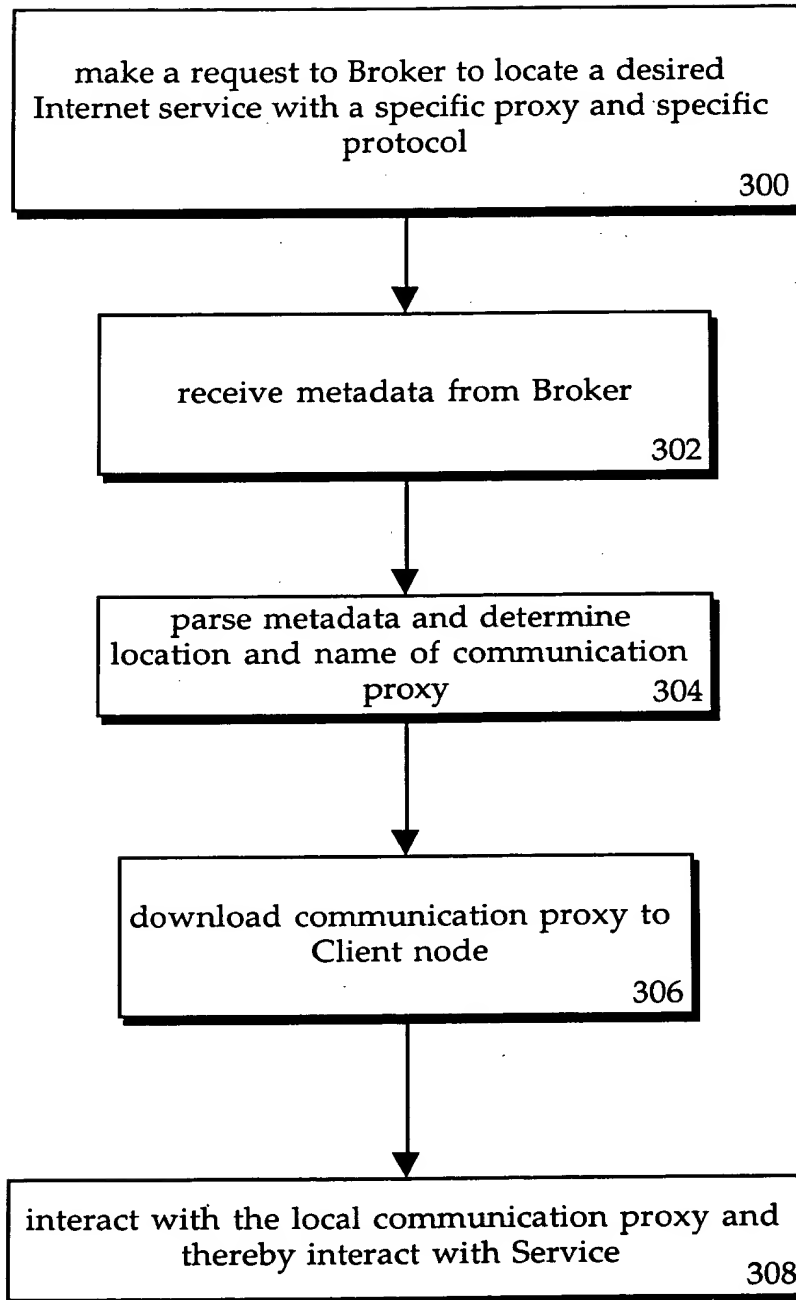 make a request to Broker to locate a desired
Internet service with a specific proxy and specific
protocol
300
receive metadata from Broker
302
parse metadata and determine
location and name of communication
proxy
304
download communication proxy to
Client node
306
interact with the local communication proxy and
thereby interact with Service
308